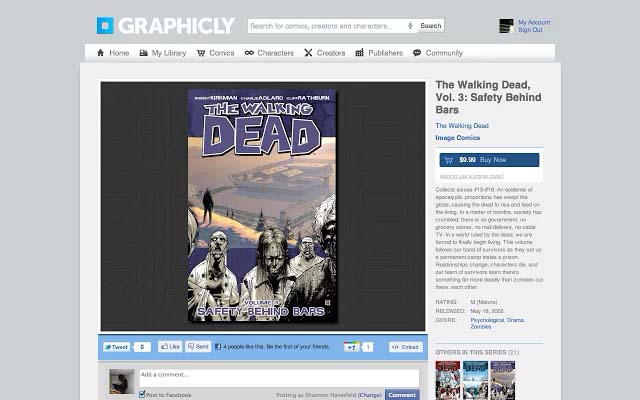 GRAPHICLY
Search for comics, creators and characters...
Search
My Account
Sign Out
Home
My Library
Comics
Characters
Creators
Publishers
Community
ROBERT KIRKMAN CHARLIE ADLARD CLIFF RATHBURN
THE WALKING
DEAD
VOLUME 3
SAFETY BEHIND BARS
The Walking Dead,
Vol. 3: Safety Behind
Bars
The Walking Dead
Image Comics
$9.99 Buy Now
Want to use a promo code?
Collects issues #13-#18. An epidemic of
apocalyptic proportions has swept the
globe, causing the dead to rise and feed on
the living. In a matter of months, society has
crumbled: there is no government, no
grocery stores, no mail delivery, no cable
TV. In a world ruled by the dead, we are
forced to finally begin living. This volume
follows our band of survivors as they set up
a permanent camp inside a prison.
Relationships change, characters die, and
our team of survivors learn there's
something far more deadly than zombies out
there: each other.
RATING: M (Mature)
RELEASED: May 18, 2005
GENRE: Psychological, Drama,
Zombies
OTHERS IN THIS SERIES (21)
Tweet 0
Like
Send
4 people like this. Be the first of your friends.
+1 1
Embed
Add a comment...
Post to Facebook
Posting as Shannon Hanerfeld (Change)
Comment